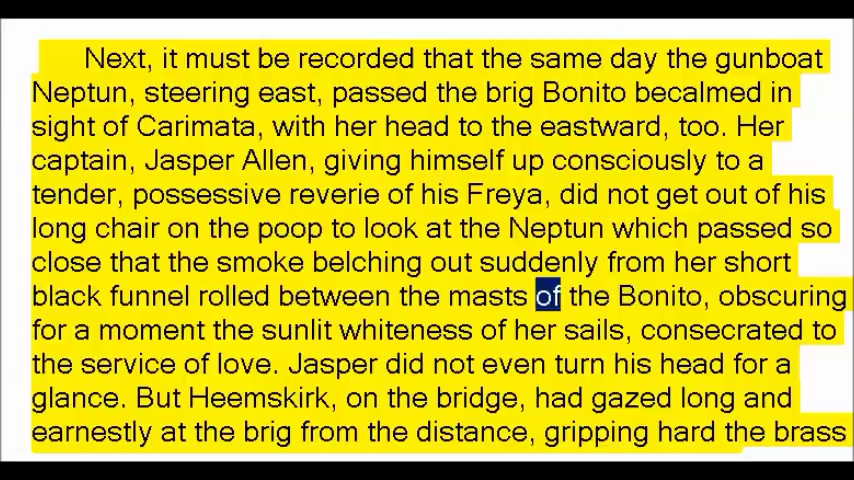 Next, it must be recorded that the same day the gunboat
Neptun, steering east, passed the brig Bonito becalmed in
sight of Carimata, with her head to the eastward, too. Her
captain, Jasper Allen, giving himself up consciously to a
tender, possessive reverie of his Freya, did not get out of his
long chair on the poop to look at the Neptun which passed so
close that the smoke belching out suddenly from her short
black funnel rolled between the masts of the Bonito, obscuring
for a moment the sunlit whiteness of her sails, consecrated to
the service of love. Jasper did not even turn his head for a
glance. But Heemskirk, on the bridge, had gazed long and
earnestly at the brig from the distance, gripping hard the brass